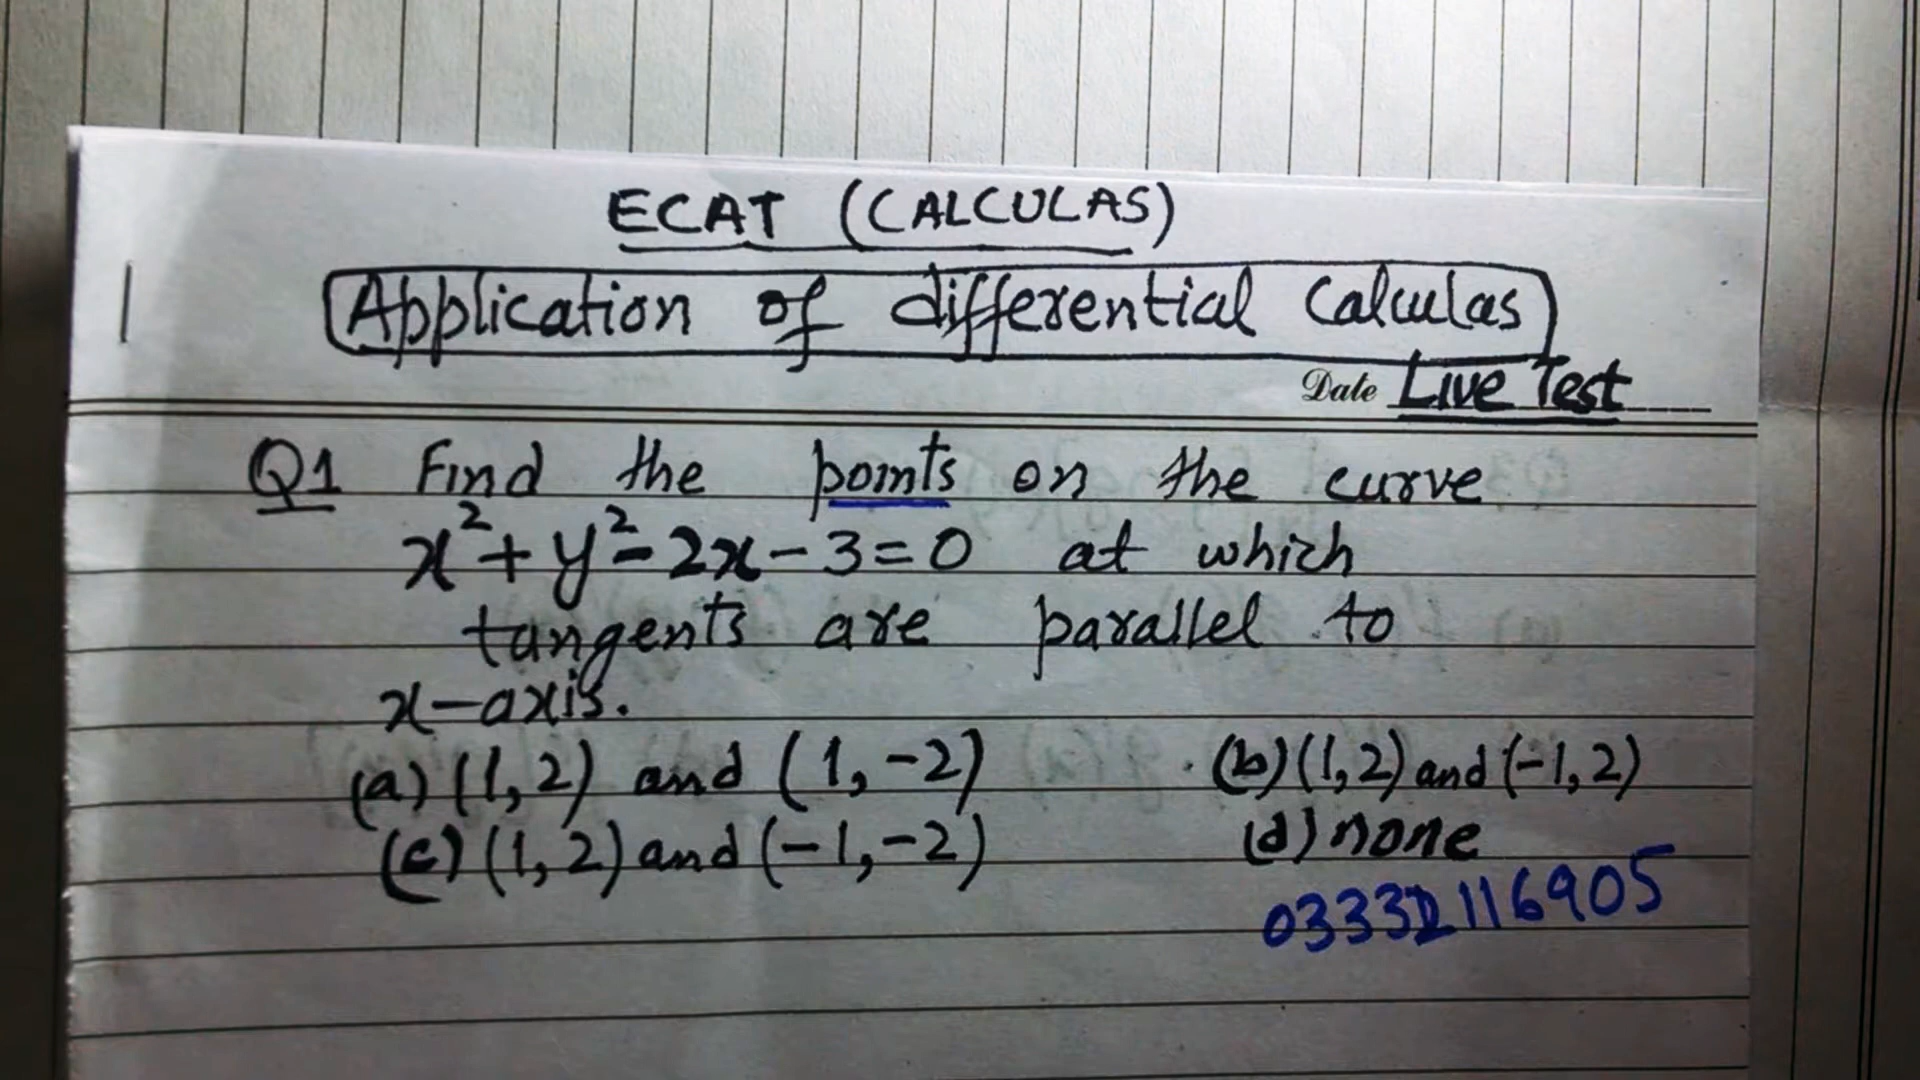 ECAT (CALCULAS)
Application of differential Calculas
Date Live Test
Q1 Find the points on the curve
x²+y²-2x-3=0 at which
tangents are parallel to
x-axis.
(a) (1,2) and (1,-2) (b) (1,2) and (-1,2)
(c) (1,2) and (-1,-2) (d) none